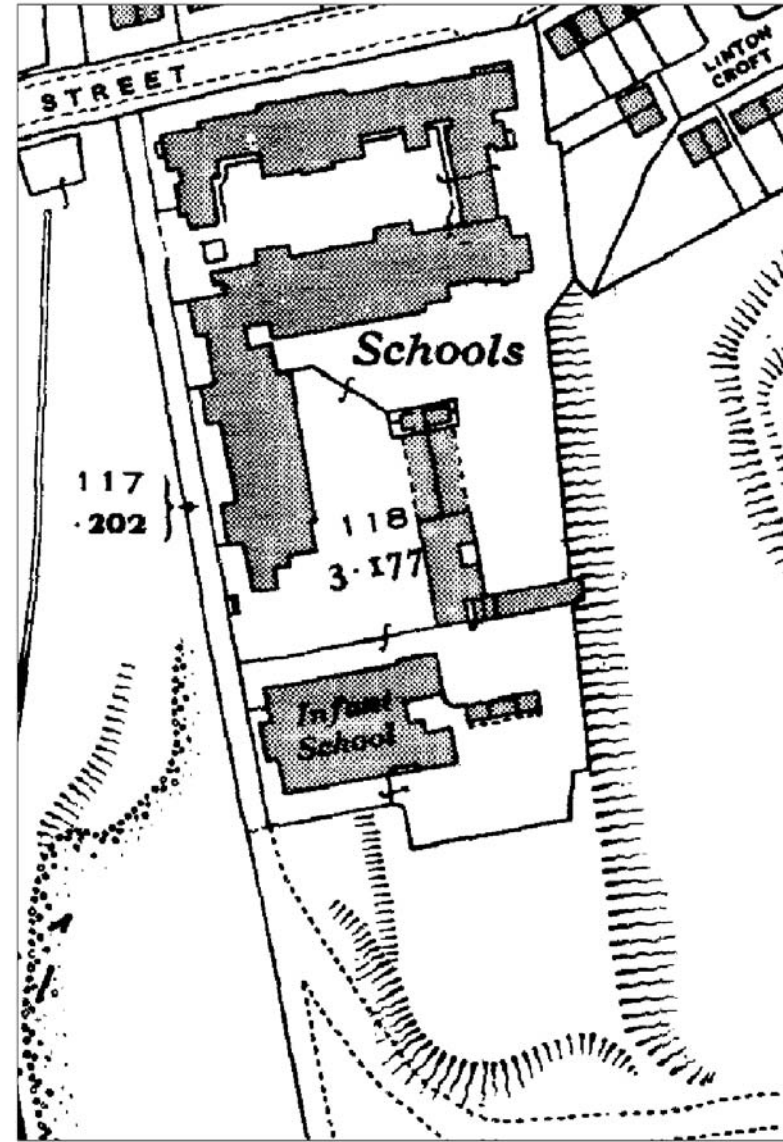 STREET
LINTON
CROFT
Schools
117
·202
118
3·177
Infant
School